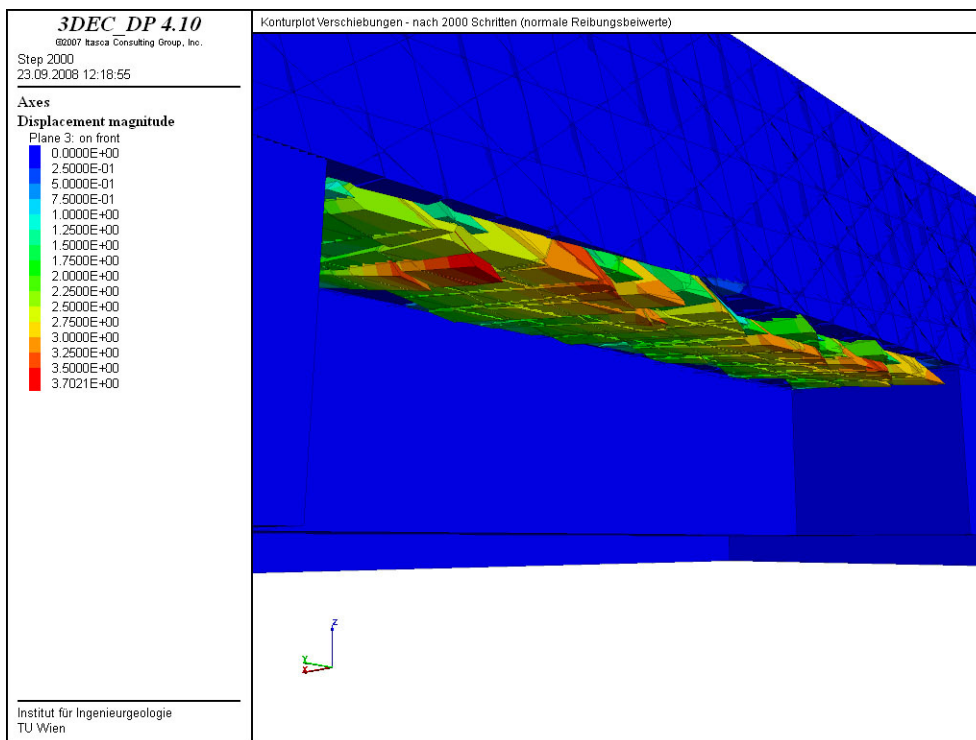 3DEC_DP 4.10
©2007 Itasca Consulting Group, Inc.
Step 2000
23.09.2008 12:18:55
Axes
Displacement magnitude
Plane 3: on front
0.0000E+00
2.5000E-01
5.0000E-01
7.5000E-01
1.0000E+00
1.2500E+00
1.5000E+00
1.7500E+00
2.0000E+00
2.2500E+00
2.5000E+00
2.7500E+00
3.0000E+00
3.2500E+00
3.5000E+00
3.7021E+00
Institut für Ingenieurgeologie
TU Wien
Konturplot Verschiebungen - nach 2000 Schritten (normale Reibungsbeiwerte)
Z
Y
X